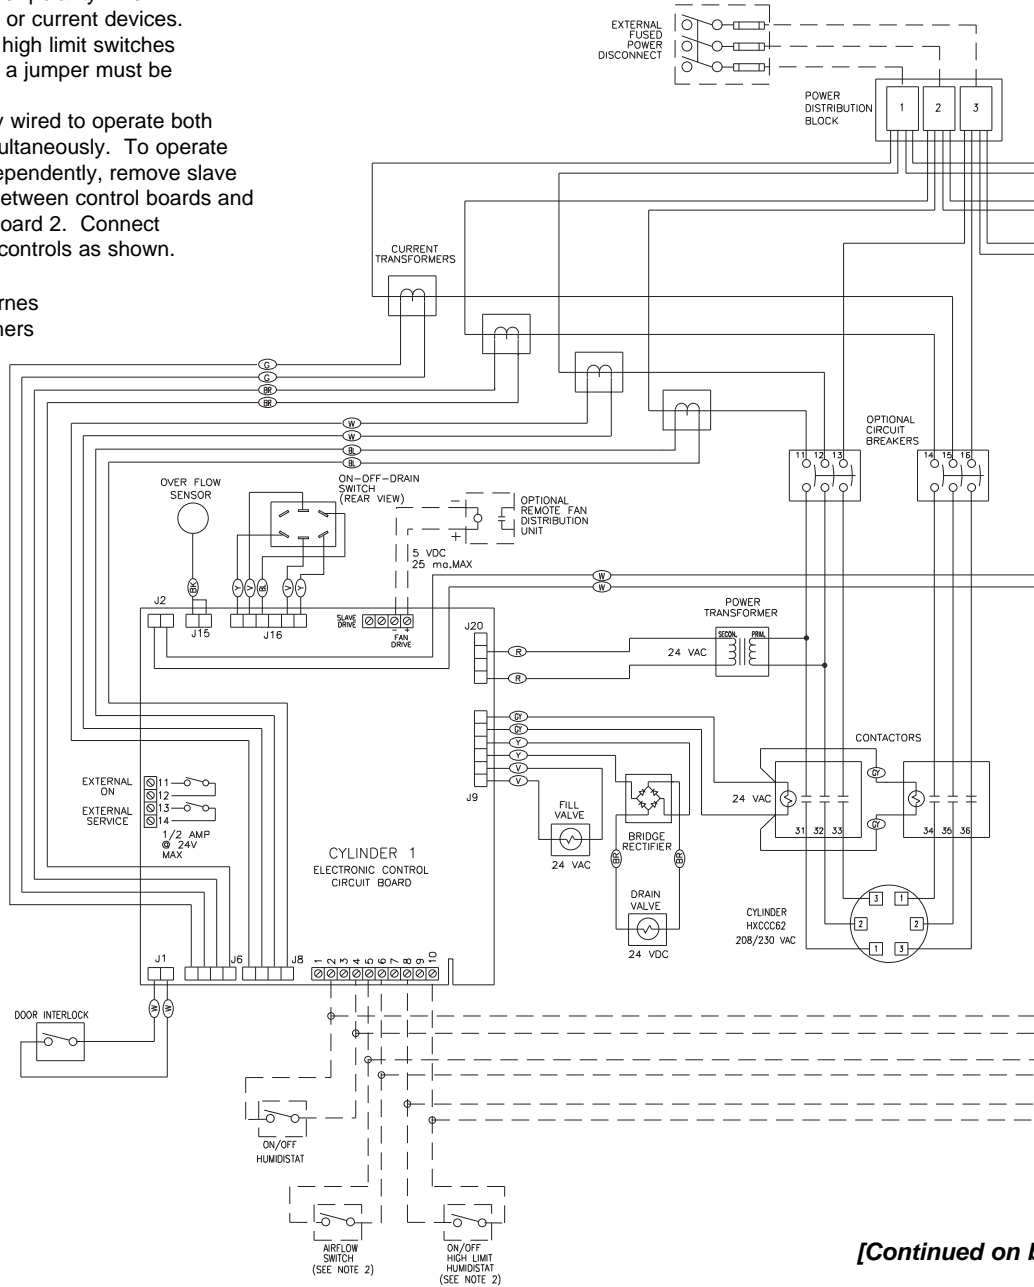 or current devices.
high limit switches
a jumper must be
wired to operate both
To operate
remove slave
between control boards and
board 2. Connect
controls as shown.
EXTERNAL
FUSED
POWER
DISCONNECT
POWER
DISTRIBUTION
BLOCK
1 2 3
CURRENT
TRANSFORMERS
G
G
BR
BR
W
W
BL
BL
OPTIONAL
CIRCUIT
BREAKERS
11 12 13
14 15 16
OVER FLOW
SENSOR
ON-OFF-DRAIN
SWITCH
(REAR VIEW)
OPTIONAL
REMOTE FAN
DISTRIBUTION
UNIT
− +
5 VDC
25 ma,MAX
BK
Y V BL V Y
W
W
J2
J15
J16
SLAVE
DRIVE
− +
FAN
DRIVE
J20
R
R
POWER
TRANSFORMER
SECON. PRIM.
24 VAC
GY
GY
Y
Y
V
V
J9
CONTACTORS
GY
GY
24 VAC
31 32 33
34 35 36
EXTERNAL
ON
11
12
EXTERNAL
SERVICE
13
14
1/2 AMP
@ 24V
MAX
FILL
VALVE
24 VAC
BRIDGE
RECTIFIER
BR
BR
DRAIN
VALVE
24 VDC
CYLINDER 1
ELECTRONIC CONTROL
CIRCUIT BOARD
CYLINDER
HXCCC62
208/230 VAC
3 1
2 2
1 3
J1
J6
J8
1 2 3 4 5 6 7 8 9 10
W W
DOOR INTERLOCK
ON/OFF
HUMIDISTAT
AIRFLOW
SWITCH
(SEE NOTE 2)
ON/OFF
HIGH LIMIT
HUMIDISTAT
(SEE NOTE 2)
[Continued on